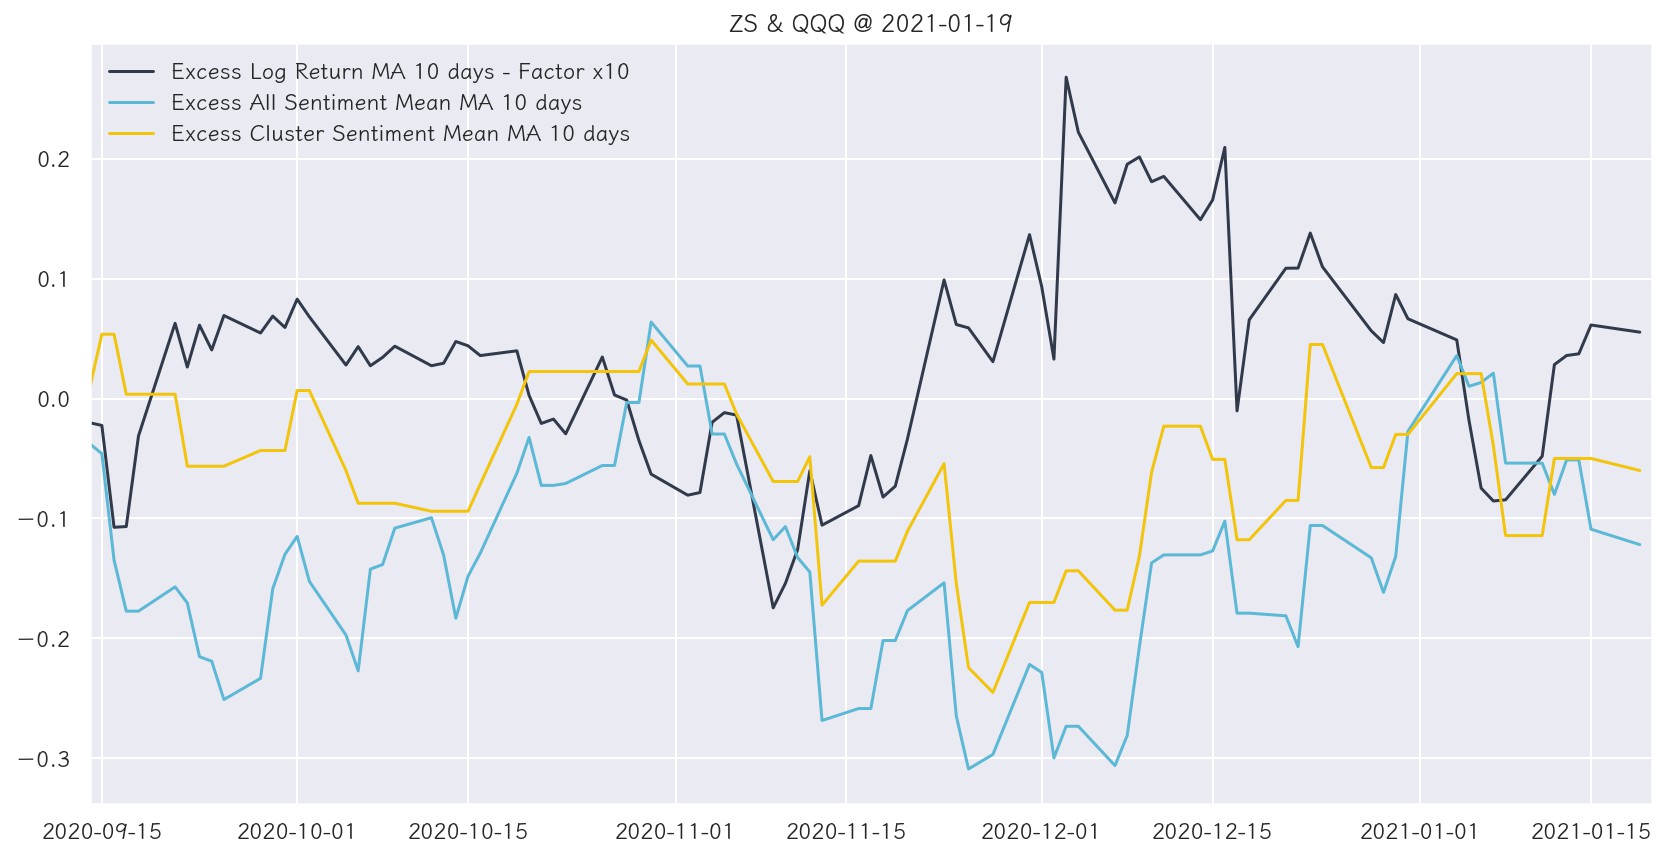 ZS & QQQ @ 2021-01-19
Excess Log Return MA 10 days - Factor x10
Excess All Sentiment Mean MA 10 days
Excess Cluster Sentiment Mean MA 10 days
0.2
0.1
0.0
−0.1
−0.2
−0.3
2020-09-15 2020-10-01 2020-10-15 2020-11-01 2020-11-15 2020-12-01 2020-12-15 2021-01-01 2021-01-15